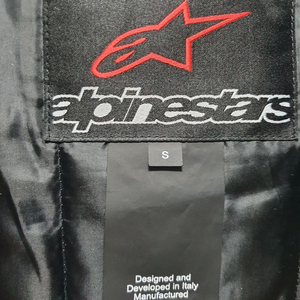 alpinestars
S
Designed and
Developed in Italy
Manufactured